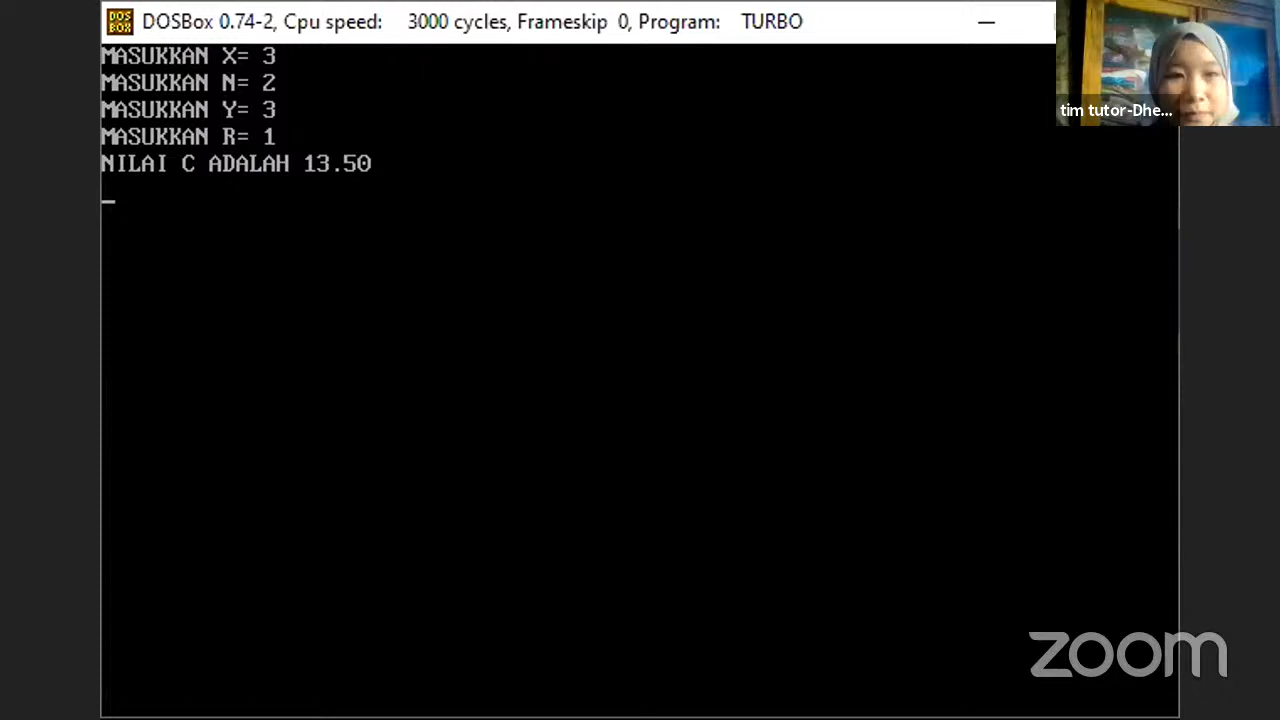 DOSBox 0.74-2, Cpu speed: 3000 cycles, Frameskip 0, Program: TURBO
MASUKKAN X= 3
MASUKKAN N= 2
MASUKKAN Y= 3
MASUKKAN R= 1
NILAI C ADALAH 13.50
tim tutor-Dhe...
zoom